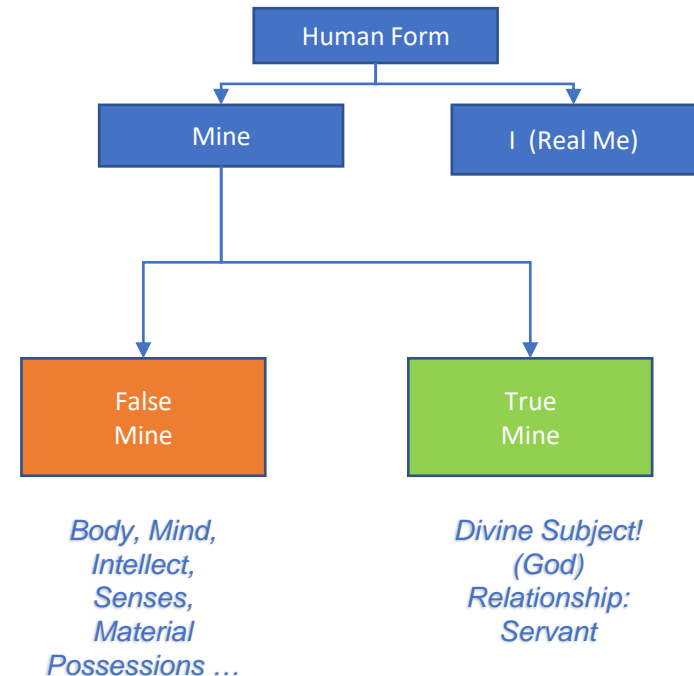 Human Form
Mine
I (Real Me)
False
Mine
True
Mine
Body, Mind,
Intellect,
Senses,
Material
Possessions …
Divine Subject!
(God)
Relationship:
Servant